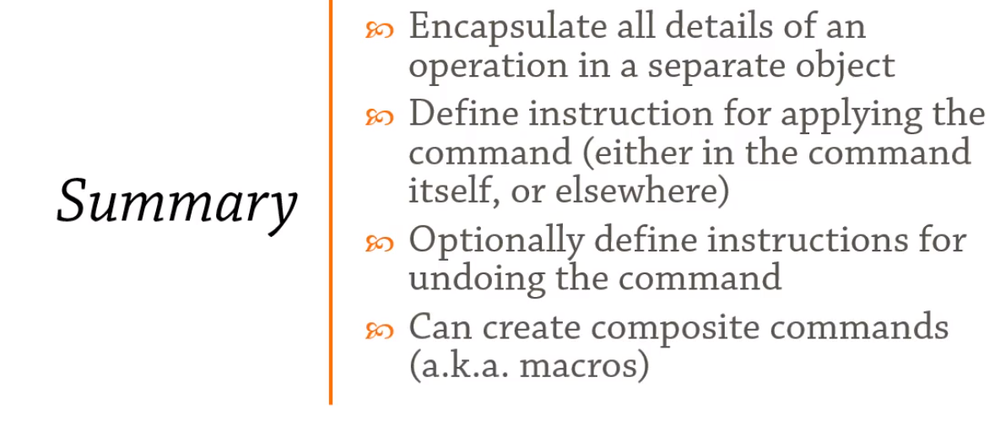 Summary
Encapsulate all details of an
operation in a separate object
Define instruction for applying the
command (either in the command
itself, or elsewhere)
Optionally define instructions for
undoing the command
Can create composite commands
(a.k.a. macros)